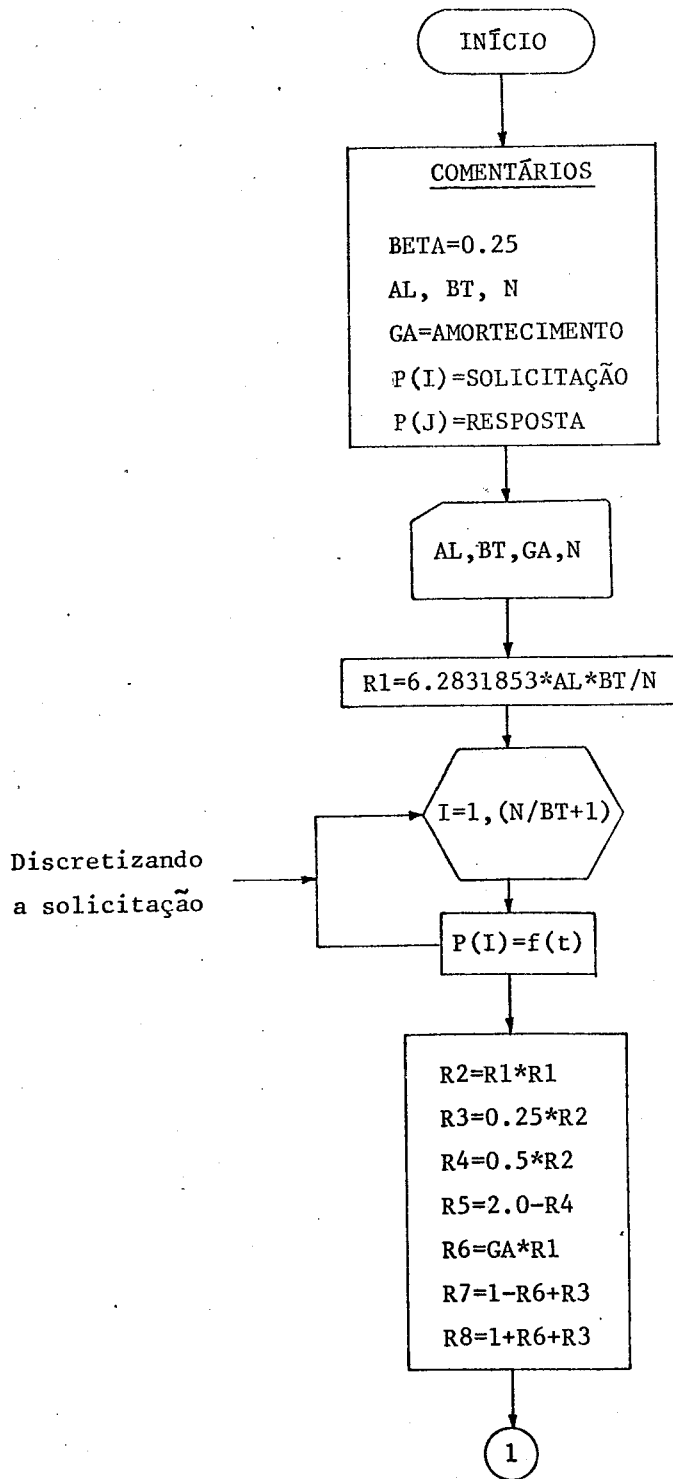 INÍCIO
COMENTÁRIOS
BETA=0.25
AL, BT, N
GA=AMORTECIMENTO
P(I)=SOLICITAÇÃO
P(J)=RESPOSTA
AL,BT,GA,N
R1=6.2831853*AL*BT/N
I=1,(N/BT+1)
Discretizando
a solicitação
P(I)=f(t)
R2=R1*R1
R3=0.25*R2
R4=0.5*R2
R5=2.0-R4
R6=GA*R1
R7=1-R6+R3
R8=1+R6+R3
1